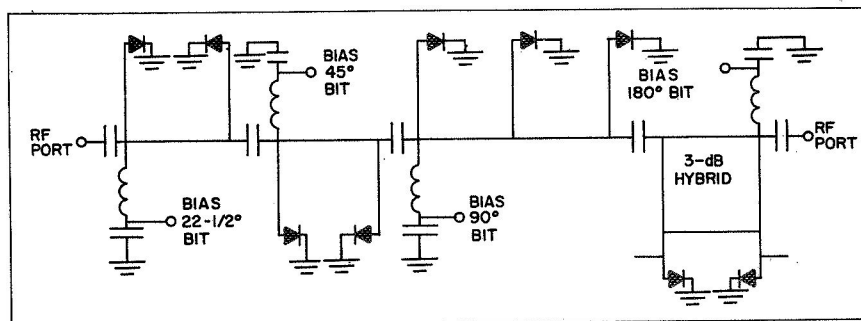 RF
PORT
BIAS
22-1/2°
BIT
BIAS
45°
BIT
BIAS
90°
BIT
BIAS
180° BIT
3-dB
HYBRID
RF
PORT